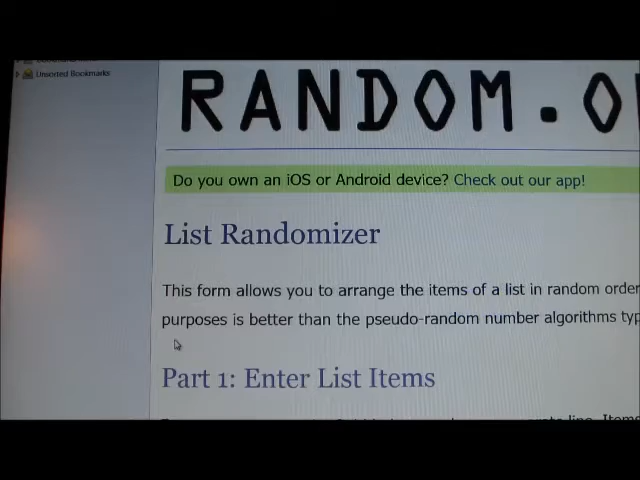 Unsorted Bookmarks
RANDOM.O
Do you own an iOS or Android device? Check out our app!
List Randomizer
This form allows you to arrange the items of a list in random order
purposes is better than the pseudo-random number algorithms typ
Part 1: Enter List Items